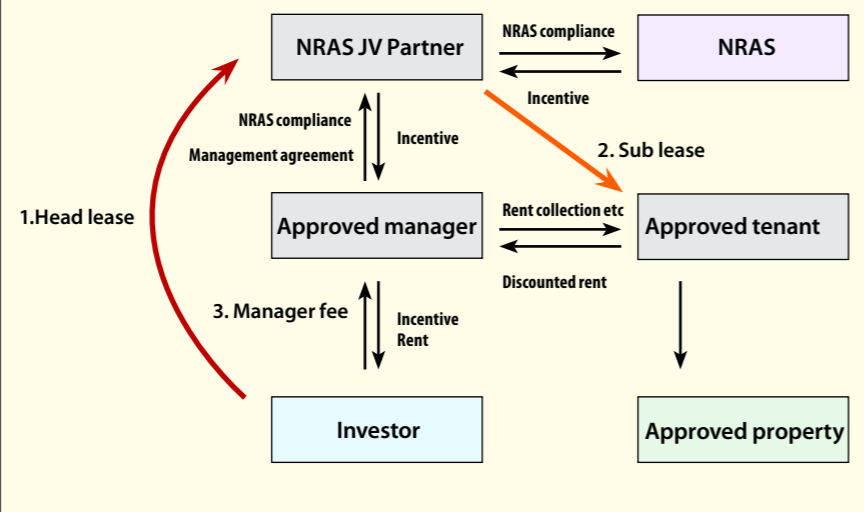 NRAS JV Partner
NRAS compliance
NRAS
Incentive
NRAS compliance
Management agreement
Incentive
2. Sub lease
1.Head lease
Approved manager
Rent collection etc
Approved tenant
Discounted rent
3. Manager fee
Incentive
Rent
Investor
Approved property